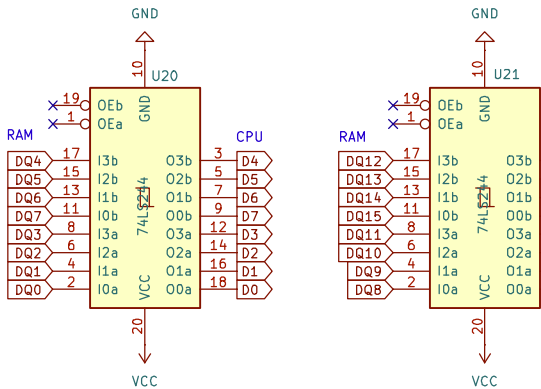 GND GND
U20 U21
10 10
19 OEb GND 19 OEb GND
1 OEa 1 OEa
RAM CPU RAM
DQ4 17 I3b O3b 3 D4 DQ12 17 I3b O3b
DQ5 15 I2b O2b 5 D5 DQ13 15 I2b O2b
DQ6 13 I1b O1b 7 D6 DQ14 13 I1b O1b
DQ7 11 I0b O0b 9 D7 DQ15 11 I0b O0b
74LS244 74LS244
DQ3 8 I3a O3a 12 D3 DQ11 8 I3a O3a
DQ2 6 I2a O2a 14 D2 DQ10 6 I2a O2a
DQ1 4 I1a O1a 16 D1 DQ9 4 I1a O1a
DQ0 2 I0a O0a 18 D0 DQ8 2 I0a O0a
VCC VCC
20 20
VCC VCC